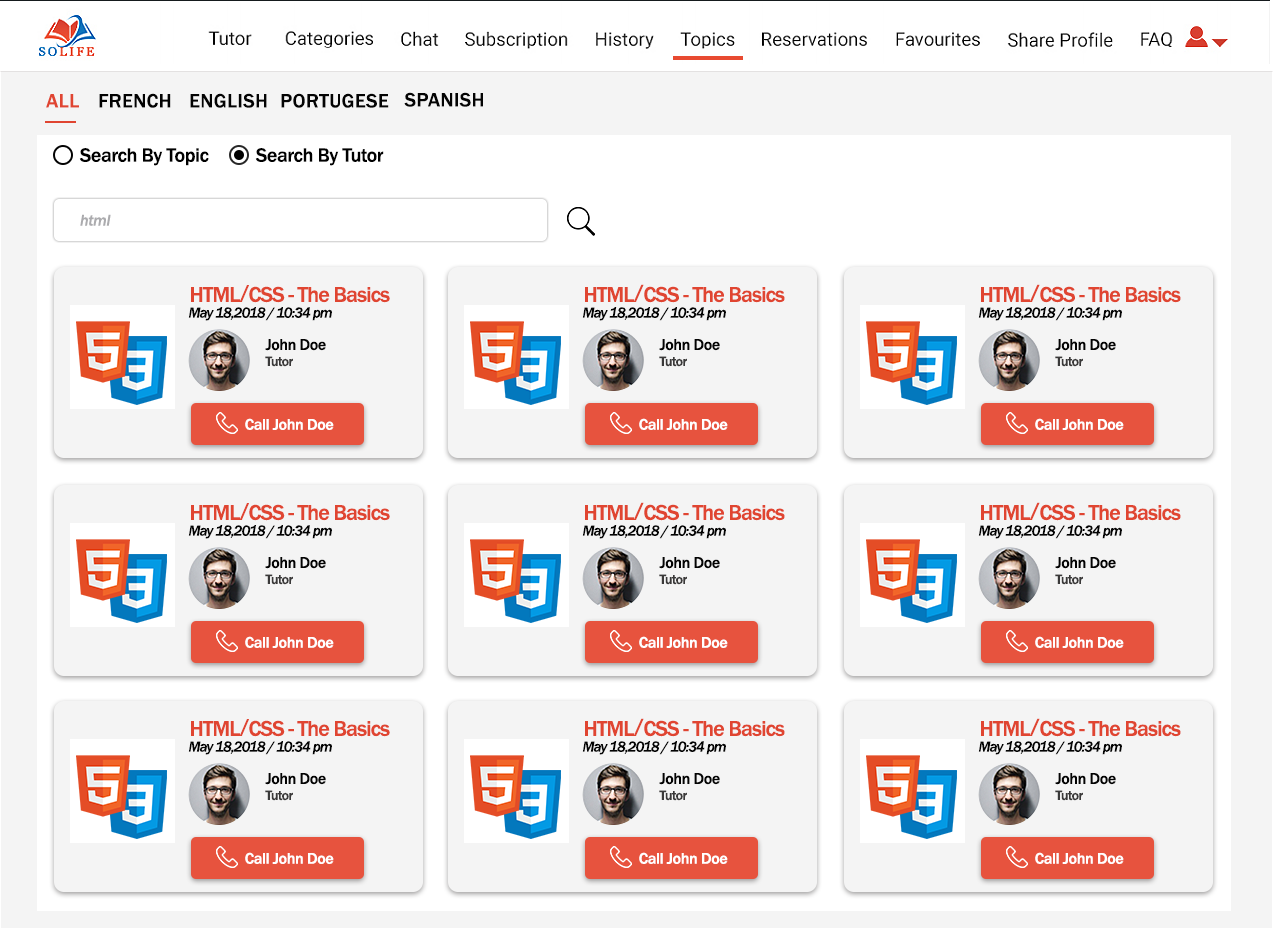 SOLIFE
Tutor Categories Chat Subscription History Topics Reservations Favourites Share Profile FAQ
ALL FRENCH ENGLISH PORTUGESE SPANISH
Search By Topic Search By Tutor
html
HTML/CSS - The Basics
May 18,2018 / 10:34 pm
John Doe
Tutor
Call John Doe
HTML/CSS - The Basics
May 18,2018 / 10:34 pm
John Doe
Tutor
Call John Doe
HTML/CSS - The Basics
May 18,2018 / 10:34 pm
John Doe
Tutor
Call John Doe
HTML/CSS - The Basics
May 18,2018 / 10:34 pm
John Doe
Tutor
Call John Doe
HTML/CSS - The Basics
May 18,2018 / 10:34 pm
John Doe
Tutor
Call John Doe
HTML/CSS - The Basics
May 18,2018 / 10:34 pm
John Doe
Tutor
Call John Doe
HTML/CSS - The Basics
May 18,2018 / 10:34 pm
John Doe
Tutor
Call John Doe
HTML/CSS - The Basics
May 18,2018 / 10:34 pm
John Doe
Tutor
Call John Doe
HTML/CSS - The Basics
May 18,2018 / 10:34 pm
John Doe
Tutor
Call John Doe